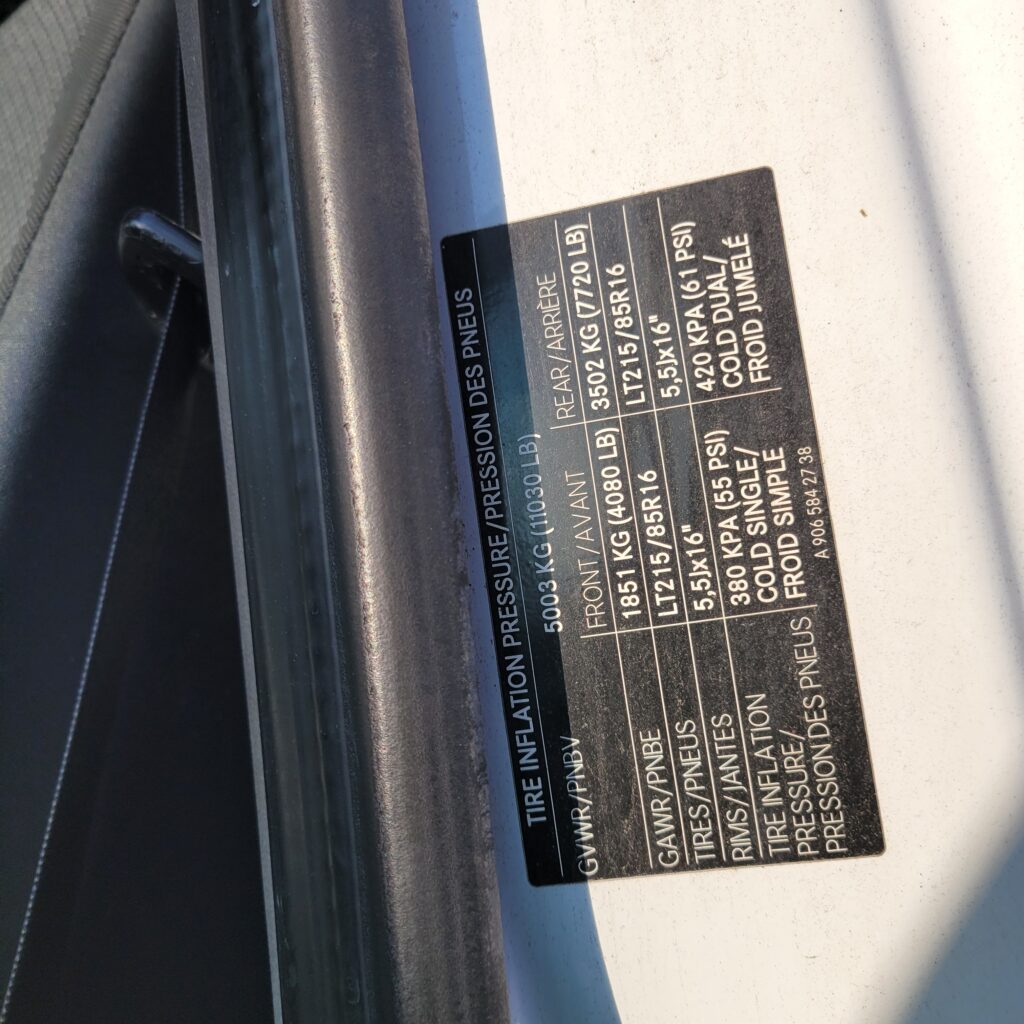 TIRE INFLATION PRESSURE/PRESSION DES PNEUS
GVWR/PNBV 5003 KG (11030 LB)
FRONT/AVANT REAR/ARRIÈRE
GAWR/PNBE 1851 KG (4080 LB) 3502 KG (7720 LB)
TIRES/PNEUS LT215/85R16 LT215/85R16
RIMS/JANTES 5,5Jx16" 5,5Jx16"
TIRE INFLATION 380 KPA (55 PSI) 420 KPA (61 PSI)
PRESSURE/ COLD SINGLE/ COLD DUAL/
PRESSION DES PNEUS FROID SIMPLE FROID JUMELÉ
A 906 584 27 38